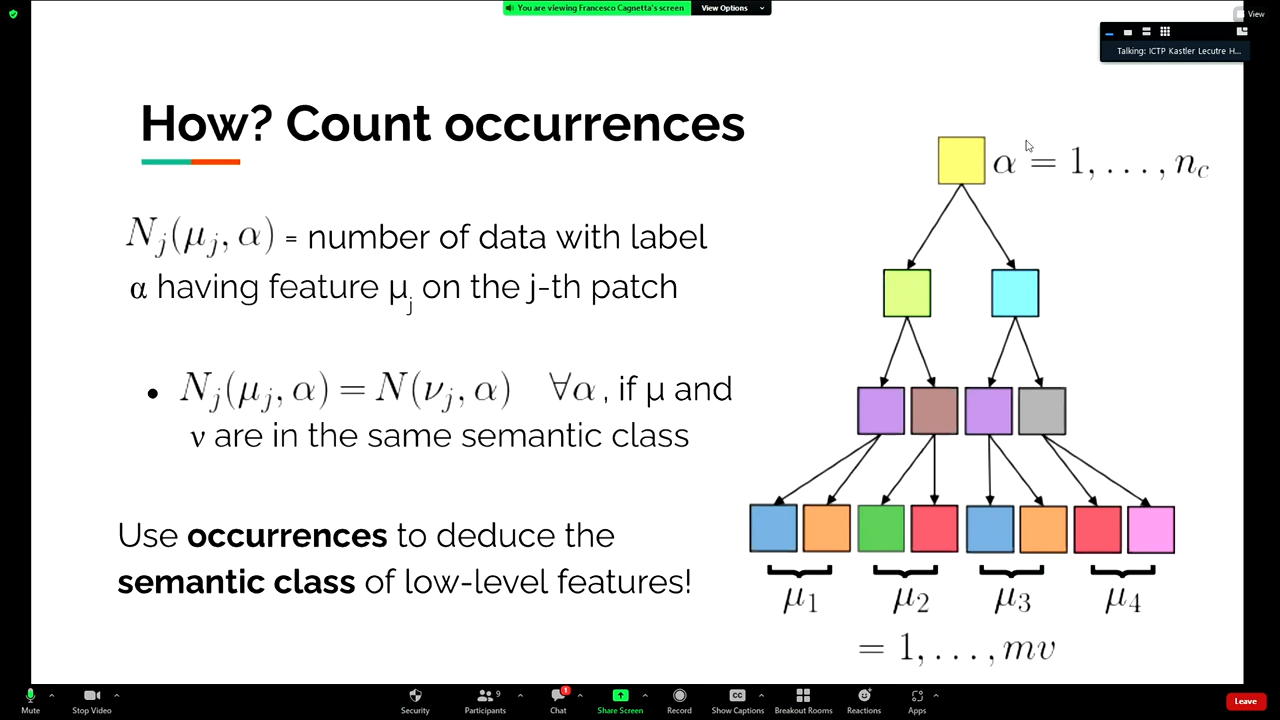 You are viewing Francesco Cagnetta's screen
View Options
View
Talking: ICTP Kastler Lecutre H...
How? Count occurrences
α = 1, . . . , n_c
N_j(μ_j, α) = number of data with label
α having feature μ_j on the j-th patch
• N_j(μ_j, α) = N(ν_j, α) ∀α , if μ and
ν are in the same semantic class
Use occurrences to deduce the
semantic class of low-level features!
μ_1 μ_2 μ_3 μ_4
= 1, . . . , mv
Mute
Stop Video
Security
Participants 9
Chat 1
Share Screen
Record
CC Show Captions
Breakout Rooms
Reactions
Apps
Leave